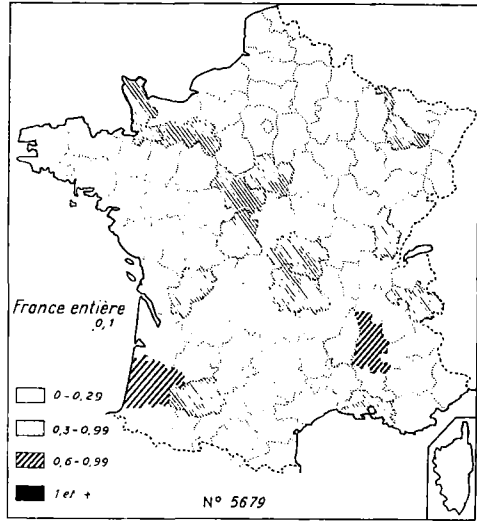 France entière
0,1
0-0,29
0,3-0,99
0,6-0,99
1 et +
N° 5679